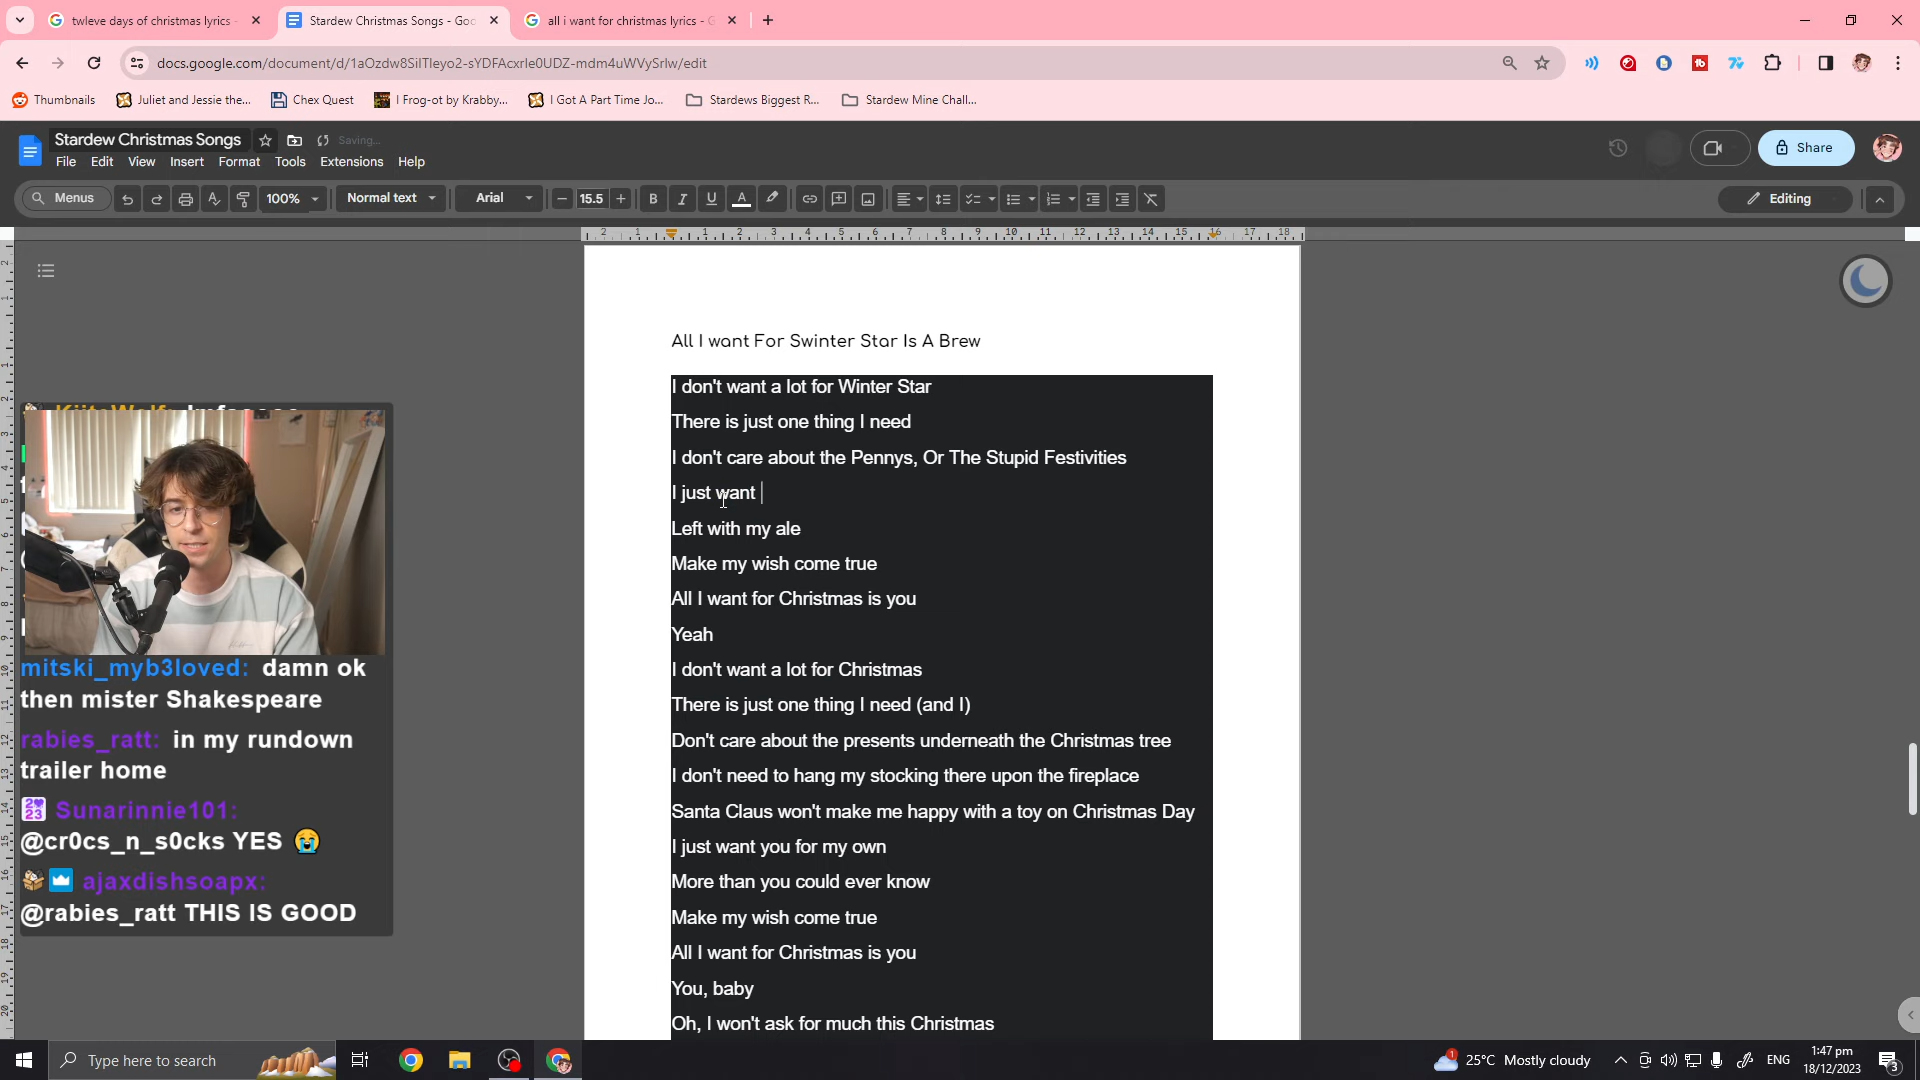 twleve days of christmas lyrics -
Stardew Christmas Songs - Goo
all i want for christmas lyrics - G
docs.google.com/document/d/1aOzdw8SilTleyo2-sYDFAcxrle0UDZ-mdm4uWVySrlw/edit
Thumbnails
Juliet and Jessie the...
Chex Quest
I Frog-ot by Krabby...
I Got A Part Time Jo...
Stardews Biggest R...
Stardew Mine Chall...
Stardew Christmas Songs
Saving...
File Edit View Insert Format Tools Extensions Help
Share
Menus
100%
Normal text
Arial
15.5
Editing
All I want For Swinter Star Is A Brew
I don't want a lot for Winter Star
There is just one thing I need
I don't care about the Pennys, Or The Stupid Festivities
I just want
Left with my ale
Make my wish come true
All I want for Christmas is you
Yeah
I don't want a lot for Christmas
There is just one thing I need (and I)
Don't care about the presents underneath the Christmas tree
I don't need to hang my stocking there upon the fireplace
Santa Claus won't make me happy with a toy on Christmas Day
I just want you for my own
More than you could ever know
Make my wish come true
All I want for Christmas is you
You, baby
Oh, I won't ask for much this Christmas
mitski_myb3loved: damn ok
then mister Shakespeare
rabies_ratt: in my rundown
trailer home
Sunarinnie101:
@cr0cs_n_s0cks YES
ajaxdishsoapx:
@rabies_ratt THIS IS GOOD
Type here to search
25°C Mostly cloudy
ENG
1:47 pm
18/12/2023
3